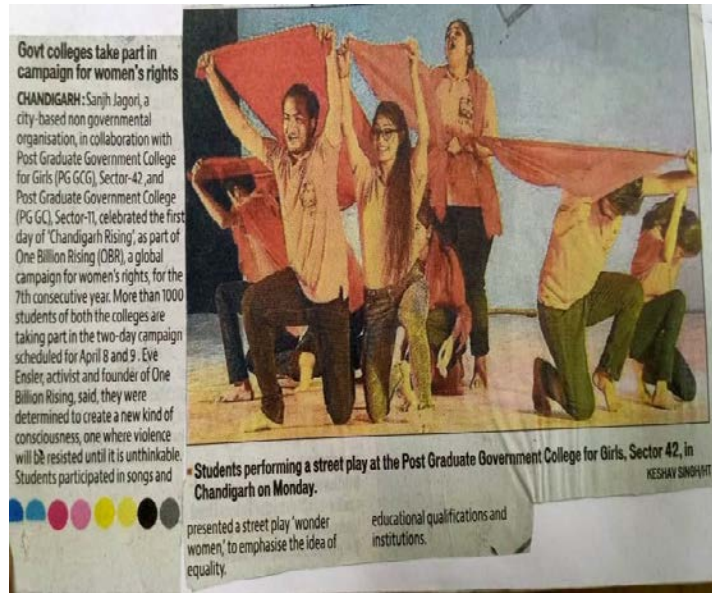 Govt colleges take part in
campaign for women's rights
CHANDIGARH: Sanjh Jagori, a
city-based non governmental
organisation, in collaboration with
Post Graduate Government College
for Girls (PG GCG), Sector-42, and
Post Graduate Government College
(PG GC), Sector-11, celebrated the first
day of 'Chandigarh Rising', as part of
One Billion Rising (OBR), a global
campaign for women's rights, for the
7th consecutive year. More than 1000
students of both the colleges are
taking part in the two-day campaign
scheduled for April 8 and 9. Eve
Ensler, activist and founder of One
Billion Rising, said, they were
determined to create a new kind of
consciousness, one where violence
will be resisted until it is unthinkable.
Students participated in songs and
Students performing a street play at the Post Graduate Government College for Girls, Sector 42, in
Chandigarh on Monday.
KESHAV SINGH/HT
presented a street play 'wonder
women,' to emphasise the idea of
equality.
educational qualifications and
institutions.